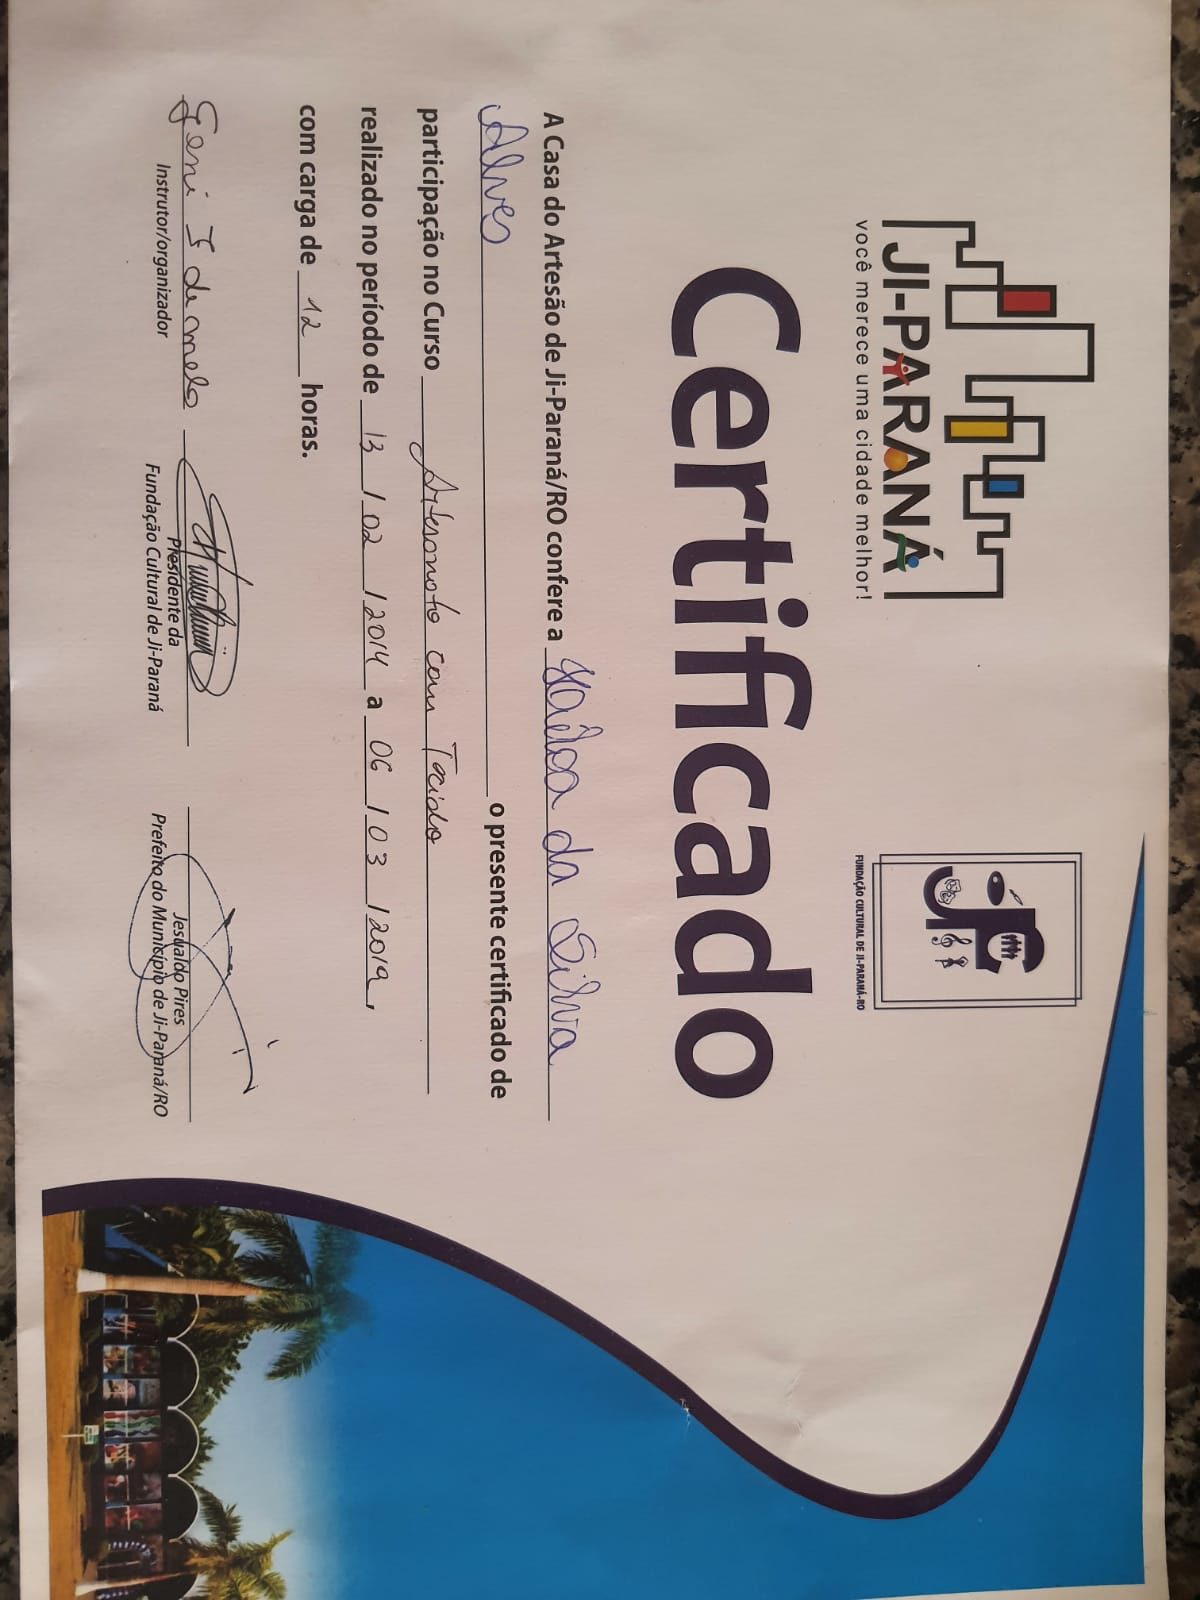 JI-PARANÁ
você merece uma cidade melhor!
FUNDAÇÃO CULTURAL DE JI-PARANÁ-RO
Certificado
A Casa do Artesão de Ji-Paraná/RO confere a da Silva
Alves o presente certificado de
participação no Curso Artesanato com Tecido
realizado no período de 13 / 02 / 2014 a 06 / 03 / 2019,
com carga de 12 horas.
Geni de melo
Instrutor/organizador
Presidente da
Fundação Cultural de Ji-Paraná
Jesualdo Pires
Prefeito do Município de Ji-Paraná/RO